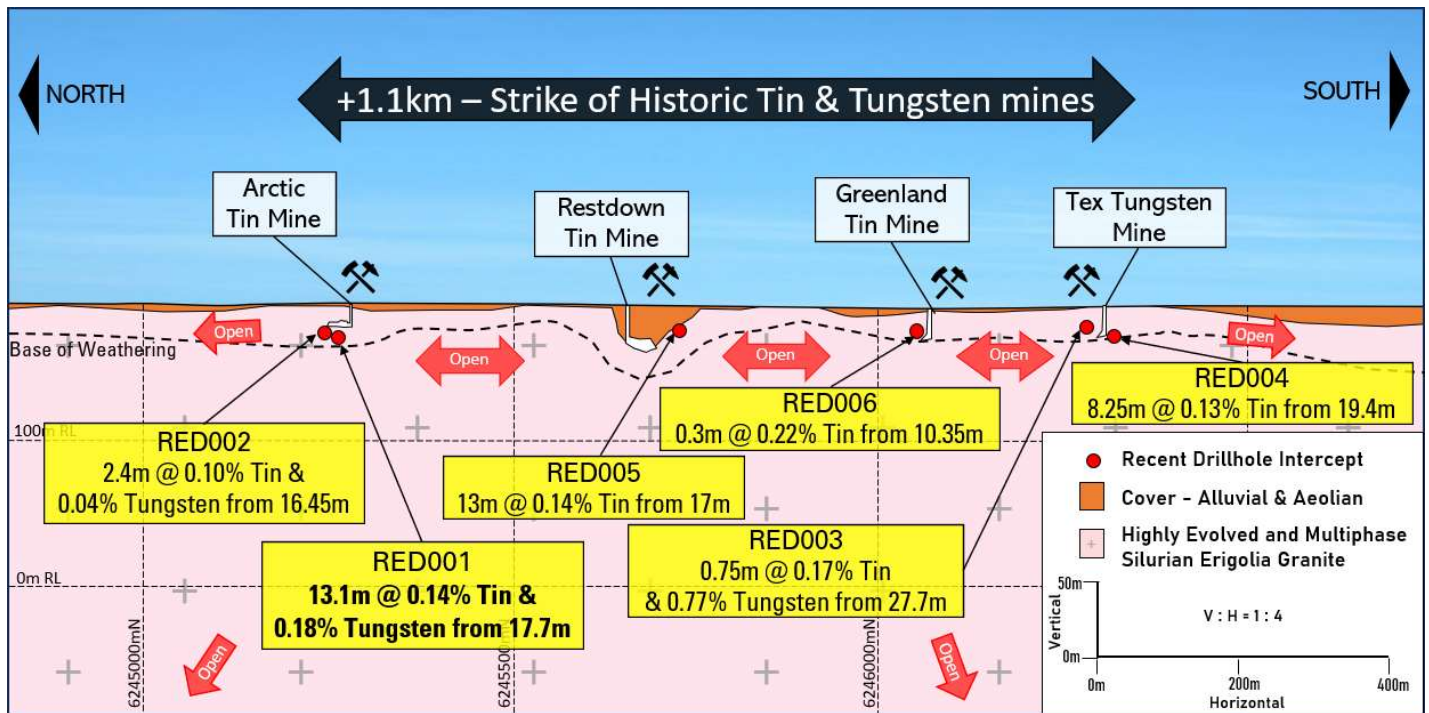 NORTH
+1.1km – Strike of Historic Tin & Tungsten mines
SOUTH
Arctic
Tin Mine
Restdown
Tin Mine
Greenland
Tin Mine
Tex Tungsten
Mine
Open
Base of Weathering
Open
Open
Open
Open
RED002
2.4m @ 0.10% Tin &
0.04% Tungsten from 16.45m
RED001
13.1m @ 0.14% Tin &
0.18% Tungsten from 17.7m
RED005
13m @ 0.14% Tin from 17m
RED006
0.3m @ 0.22% Tin from 10.35m
RED003
0.75m @ 0.17% Tin
& 0.77% Tungsten from 27.7m
RED004
8.25m @ 0.13% Tin from 19.4m
100m RL
0m RL
6245000mN
6245500mN
6246000mN
Open
Open
Recent Drillhole Intercept
Cover - Alluvial & Aeolian
Highly Evolved and Multiphase
Silurian Erigolia Granite
50m
Vertical
0m
V : H = 1 : 4
0m
200m
400m
Horizontal